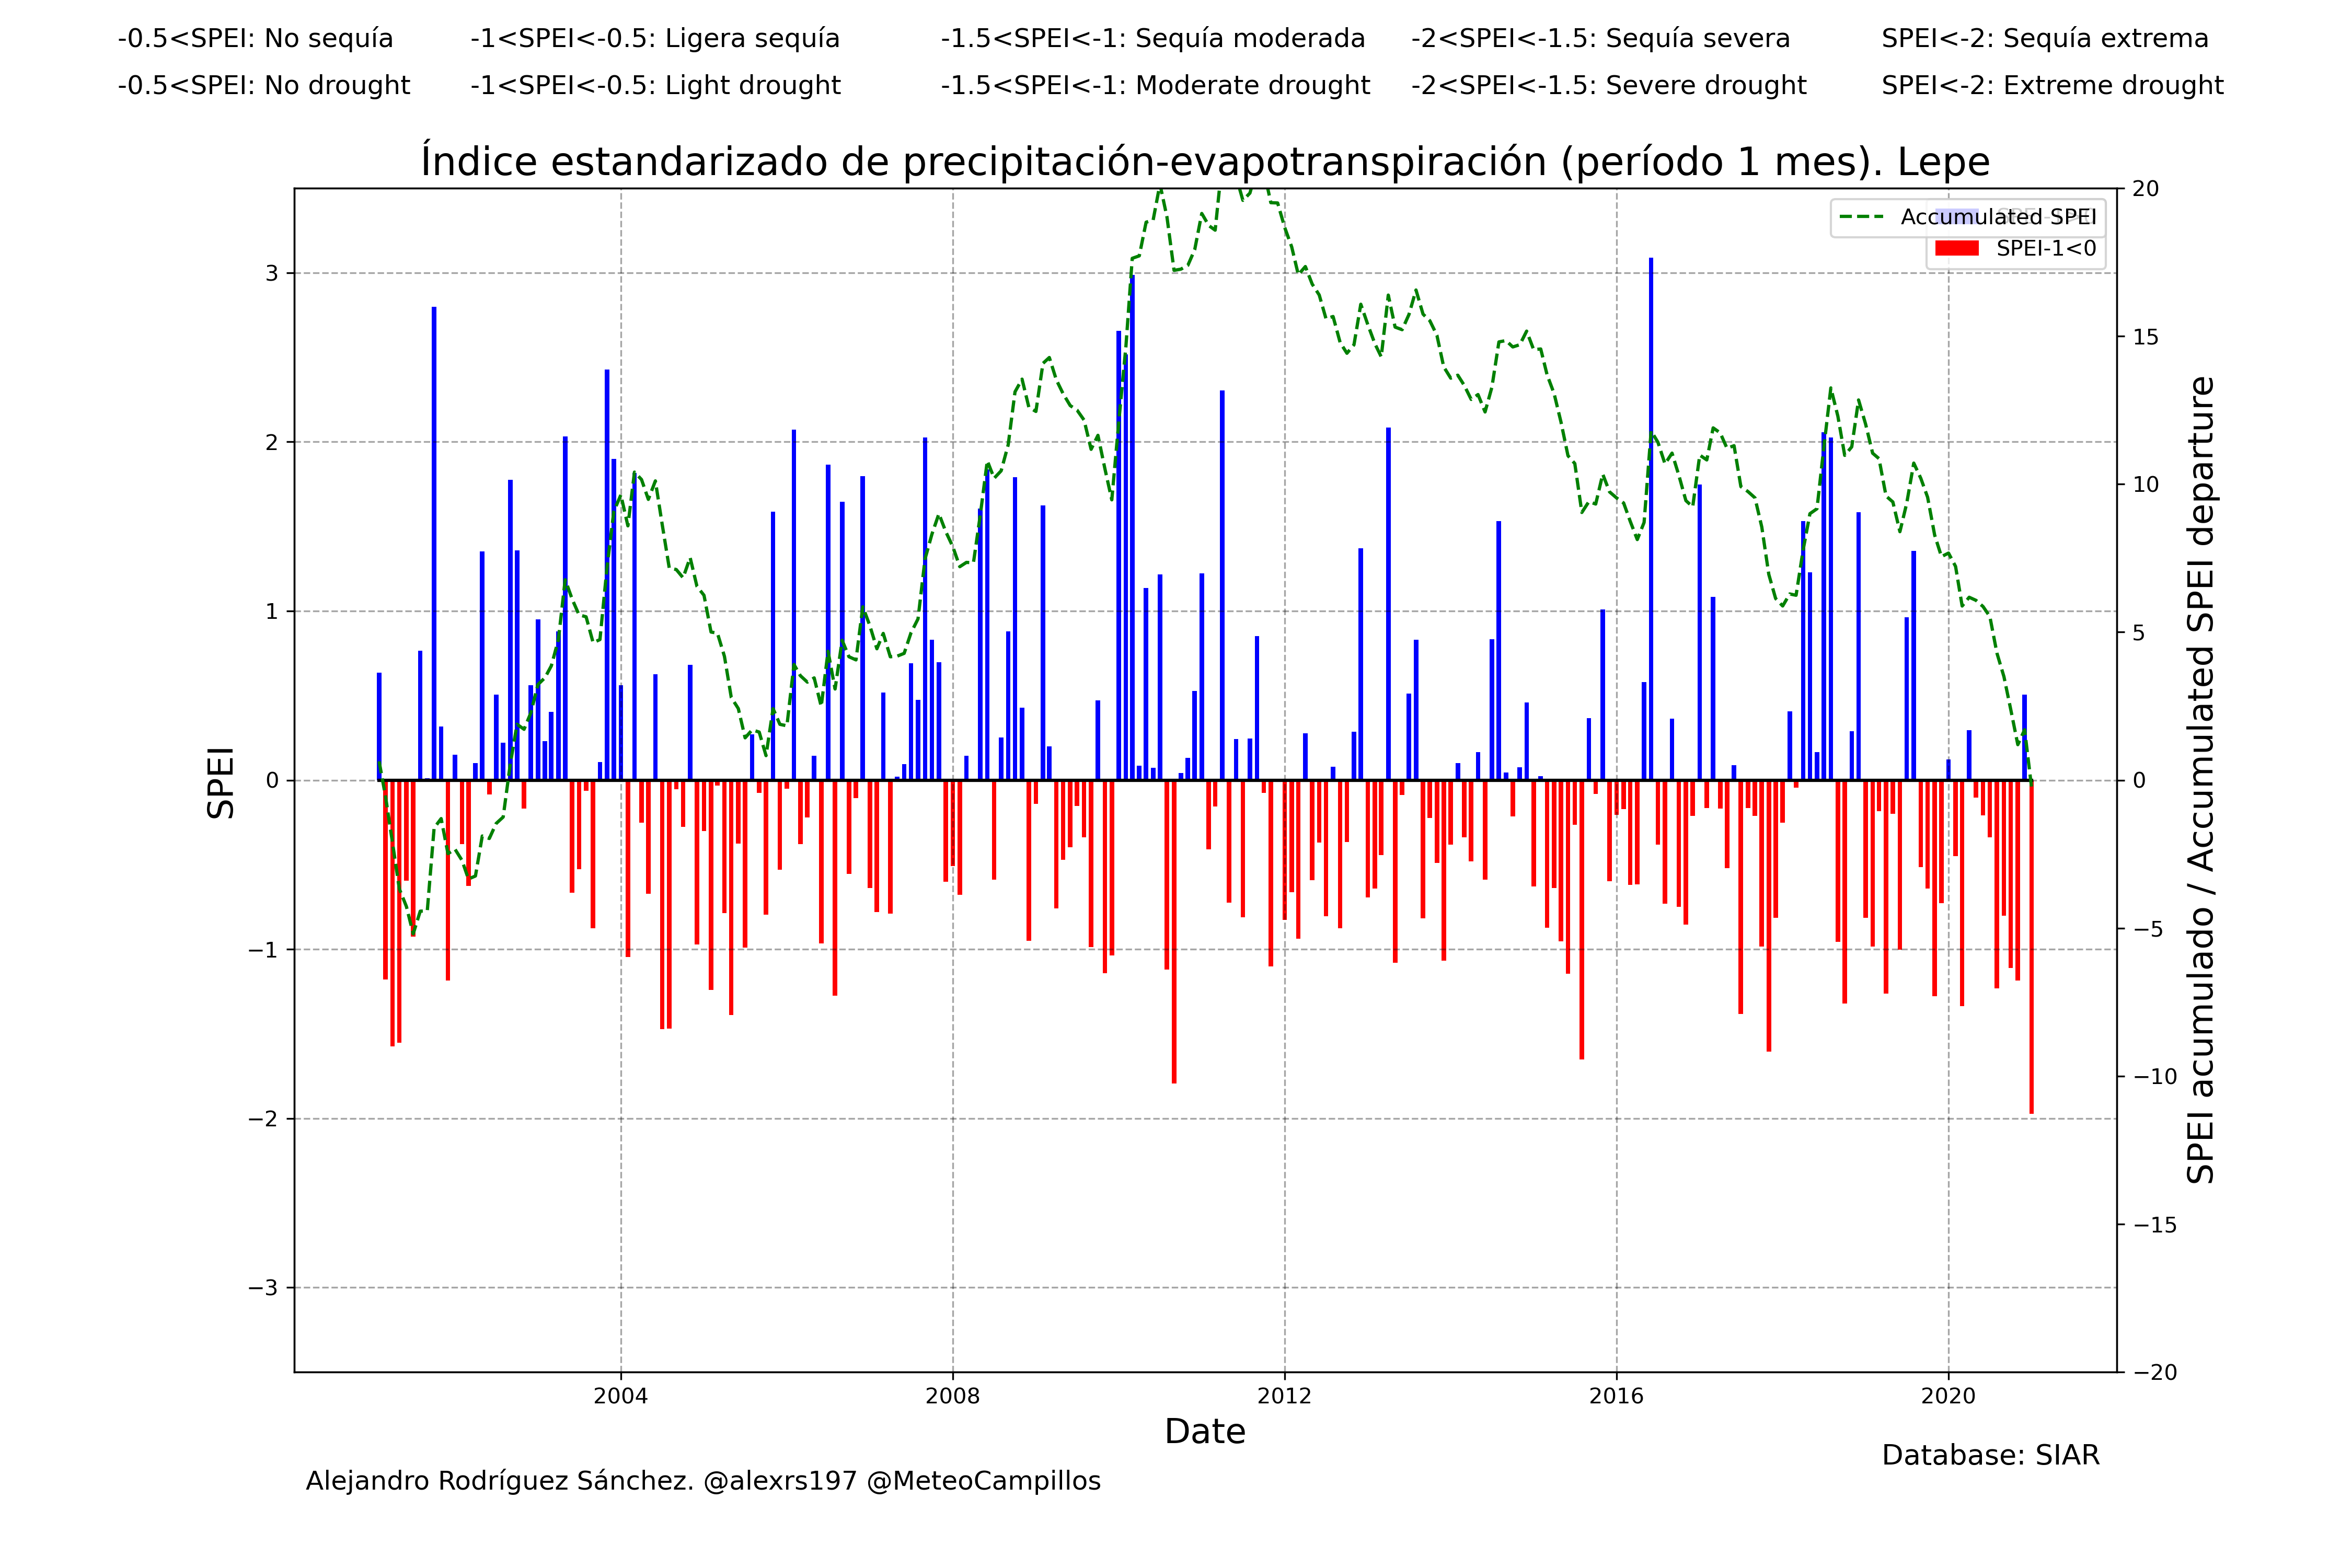 -0.5<SPEI: No sequía -1<SPEI<-0.5: Ligera sequía -1.5<SPEI<-1: Sequía moderada -2<SPEI<-1.5: Sequía severa SPEI<-2: Sequía extrema
-0.5<SPEI: No drought -1<SPEI<-0.5: Light drought -1.5<SPEI<-1: Moderate drought -2<SPEI<-1.5: Severe drought SPEI<-2: Extreme drought
Índice estandarizado de precipitación-evapotranspiración (período 1 mes). Lepe
Accumulated SPEI
SPEI-1<0
SPEI
3
2
1
0
−1
−2
−3
20
15
10
5
0
−5
−10
−15
−20
SPEI acumulado / Accumulated SPEI departure
2004 2008 2012 2016 2020
Date
Database: SIAR
Alejandro Rodríguez Sánchez. @alexrs197 @MeteoCampillos